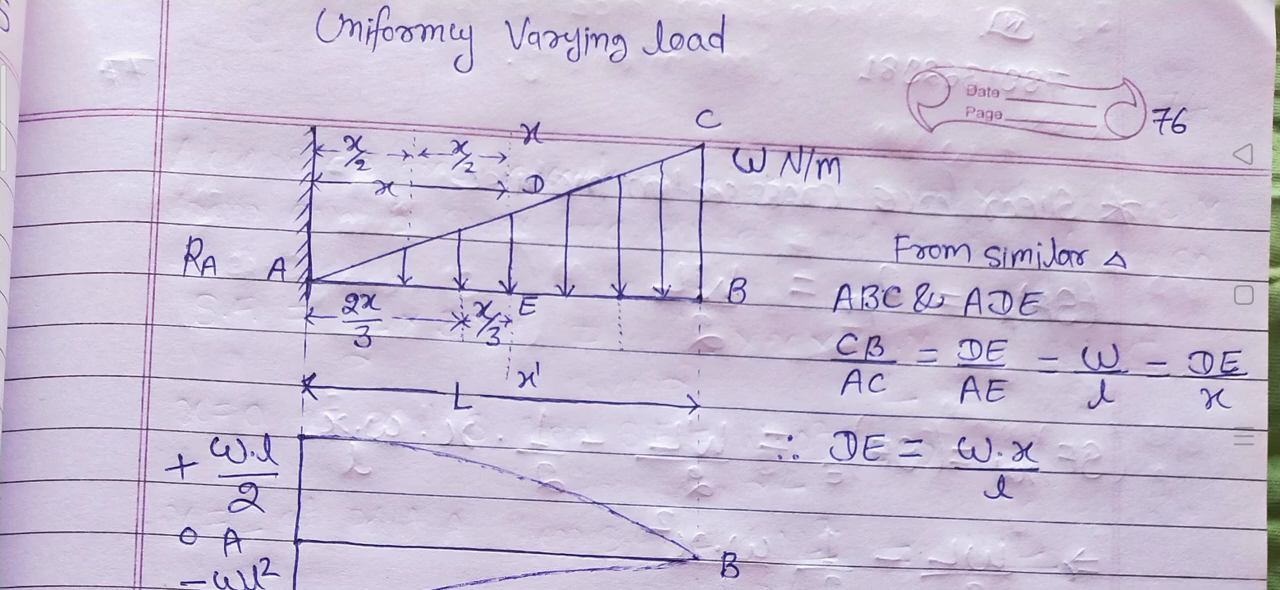 Uniformly Varying load
Date
Page
76
C
x
x/2 x/2
W N/m
x D
From similar Δ
RA A
B = ABC & ADE
2x/3 x/3 E
CB/AC = DE/AE = W/l = DE/x
x'
L
+ W.l/2
∴ DE = W.x/l
0 A
B
- Wl²